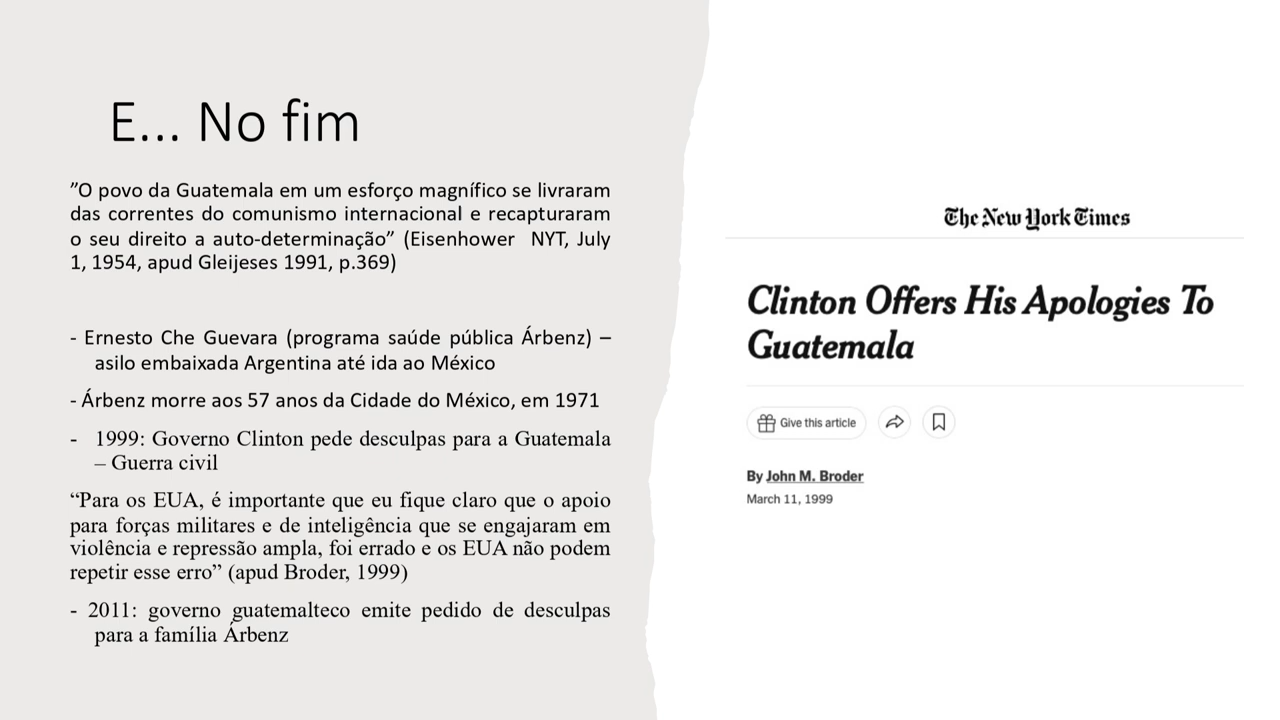 E... No fim
”O povo da Guatemala em um esforço magnífico se livraram
das correntes do comunismo internacional e recapturaram
o seu direito a auto-determinação” (Eisenhower NYT, July
1, 1954, apud Gleijeses 1991, p.369)
- Ernesto Che Guevara (programa saúde pública Árbenz) –
asilo embaixada Argentina até ida ao México
- Árbenz morre aos 57 anos da Cidade do México, em 1971
- 1999: Governo Clinton pede desculpas para a Guatemala
– Guerra civil
“Para os EUA, é importante que eu fique claro que o apoio
para forças militares e de inteligência que se engajaram em
violência e repressão ampla, foi errado e os EUA não podem
repetir esse erro” (apud Broder, 1999)
- 2011: governo guatemalteco emite pedido de desculpas
para a família Árbenz
The New York Times
Clinton Offers His Apologies To
Guatemala
Give this article
By John M. Broder
March 11, 1999